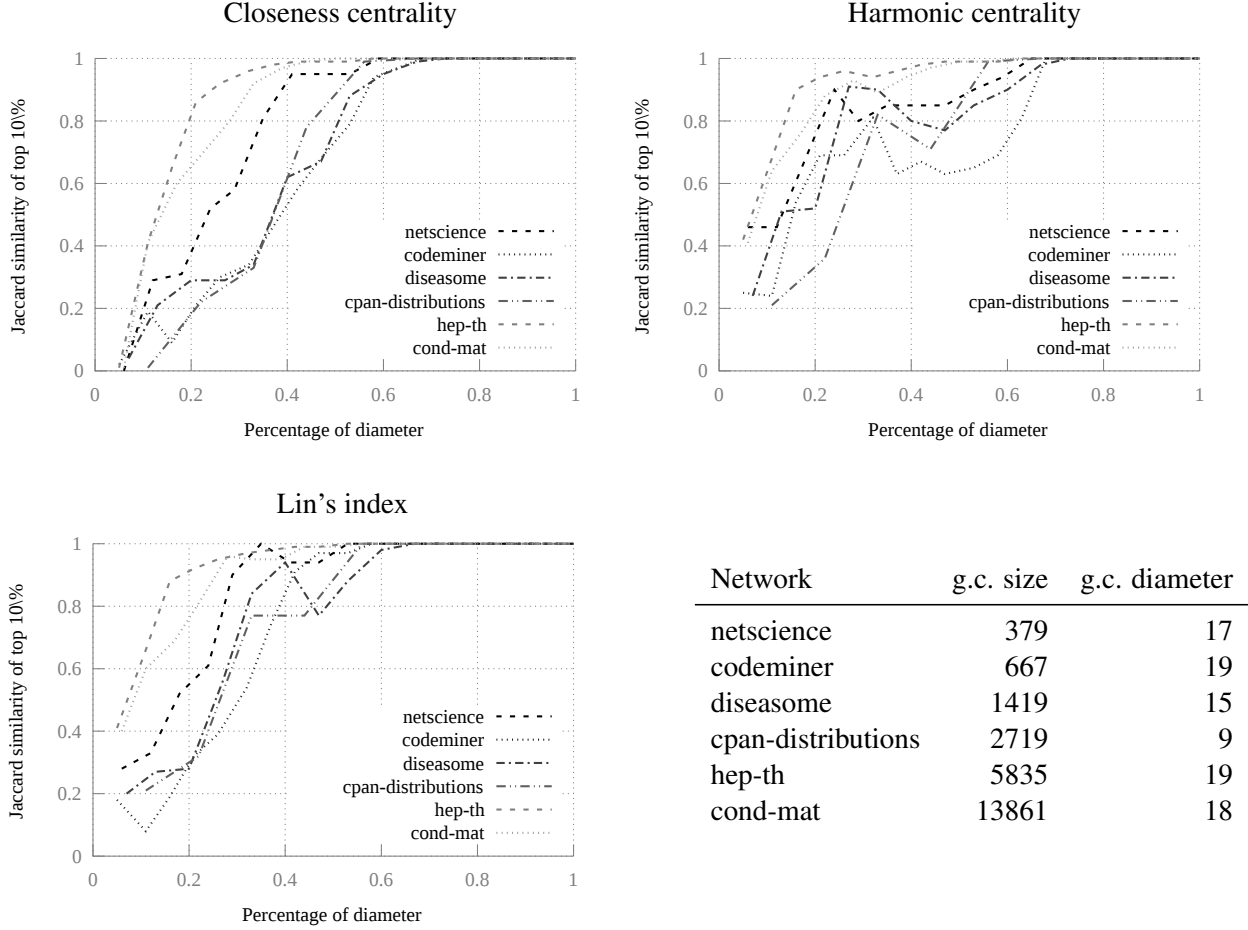 Closeness centrality
1
0.8
0.6
0.4
0.2
0
0 0.2 0.4 0.6 0.8 1
Jaccard similarity of top 10\%
Percentage of diameter
netscience
codeminer
diseasome
cpan-distributions
hep-th
cond-mat
Harmonic centrality
1
0.8
0.6
0.4
0.2
0
0 0.2 0.4 0.6 0.8 1
Jaccard similarity of top 10\%
Percentage of diameter
netscience
codeminer
diseasome
cpan-distributions
hep-th
cond-mat
Lin's index
1
0.8
0.6
0.4
0.2
0
0 0.2 0.4 0.6 0.8 1
Jaccard similarity of top 10\%
Percentage of diameter
netscience
codeminer
diseasome
cpan-distributions
hep-th
cond-mat
Network g.c. size g.c. diameter
netscience 379 17
codeminer 667 19
diseasome 1419 15
cpan-distributions 2719 9
hep-th 5835 19
cond-mat 13861 18